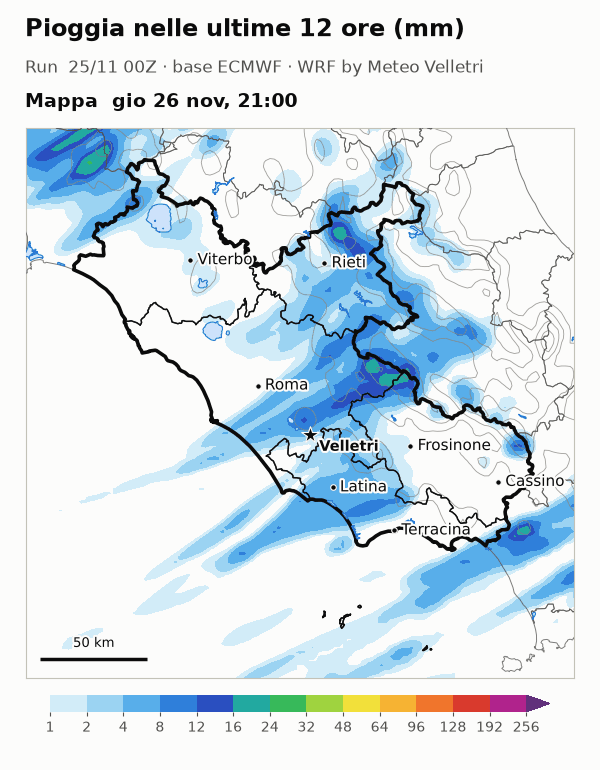 Pioggia nelle ultime 12 ore (mm)
Run  25/11 00Z · base ECMWF · WRF by Meteo Velletri
Mappa  gio 26 nov, 21:00
Viterbo
Rieti
Roma
Velletri
Frosinone
Latina
Cassino
Terracina
50 km
1 2 4 8 12 16 24 32 48 64 96 128 192 256